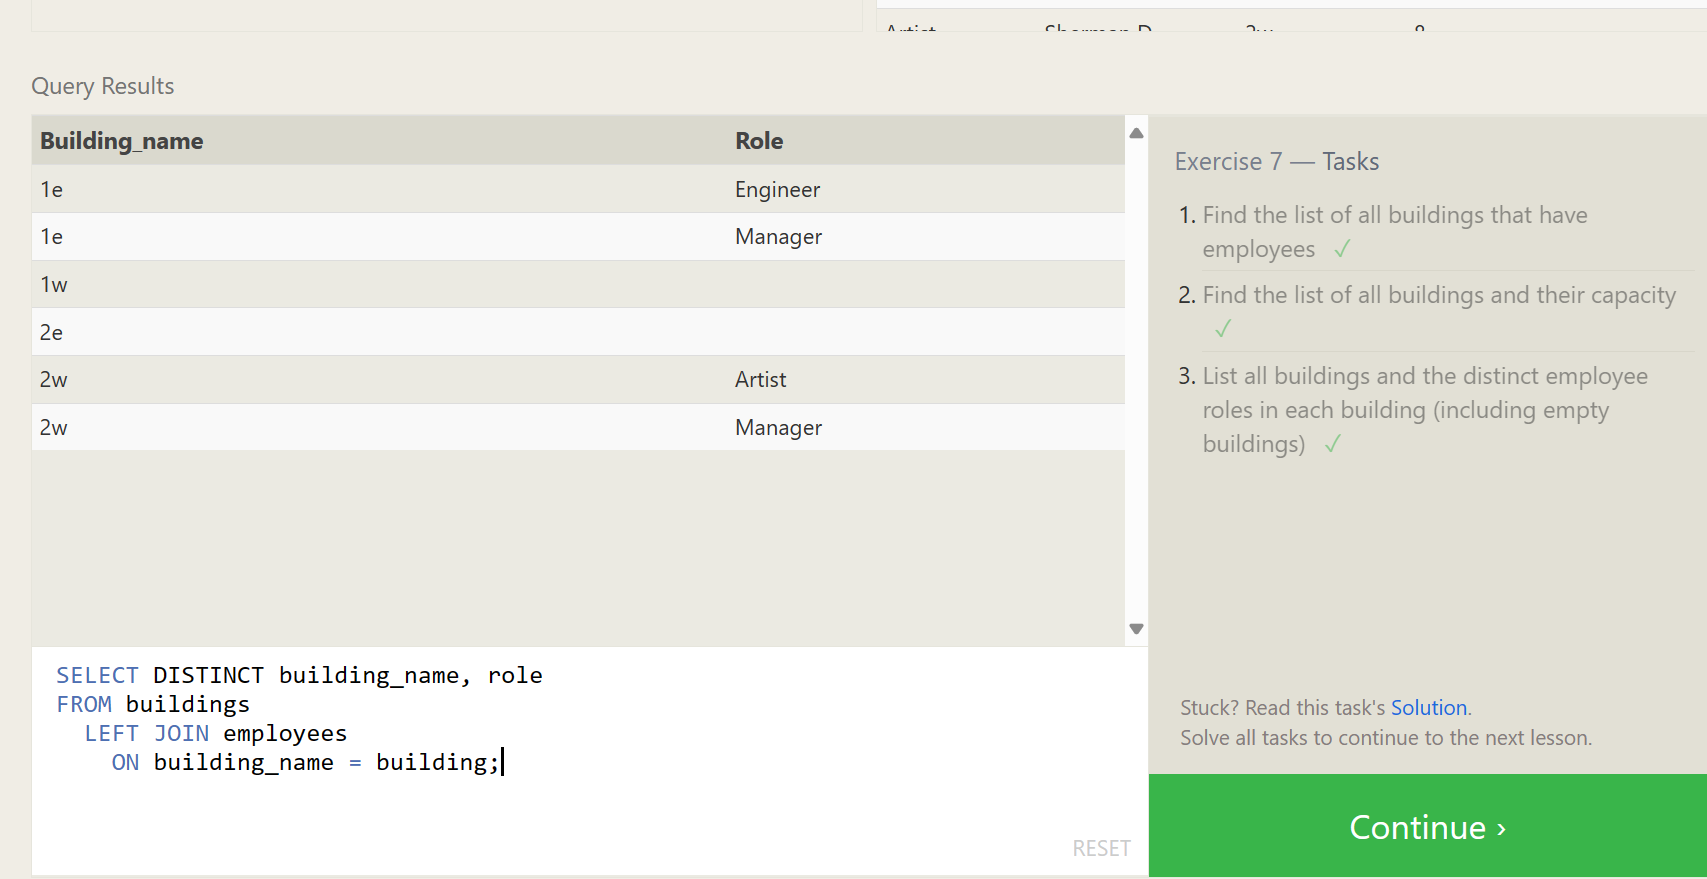 Query Results
Building_name Role
1e Engineer
1e Manager
1w
2e
2w Artist
2w Manager
SELECT DISTINCT building_name, role
FROM buildings
LEFT JOIN employees
ON building_name = building;
RESET
Exercise 7 — Tasks
1. Find the list of all buildings that have
employees ✓
2. Find the list of all buildings and their capacity
✓
3. List all buildings and the distinct employee
roles in each building (including empty
buildings) ✓
Stuck? Read this task's Solution.
Solve all tasks to continue to the next lesson.
Continue ›